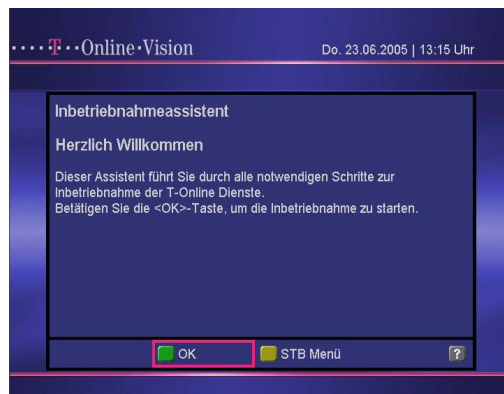 ····T··Online·Vision
Do. 23.06.2005 | 13:15 Uhr
Inbetriebnahmeassistent
Herzlich Willkommen
Dieser Assistent führt Sie durch alle notwendigen Schritte zur
Inbetriebnahme der T-Online Dienste.
Betätigen Sie die <OK>-Taste, um die Inbetriebnahme zu starten.
OK
STB Menü
?